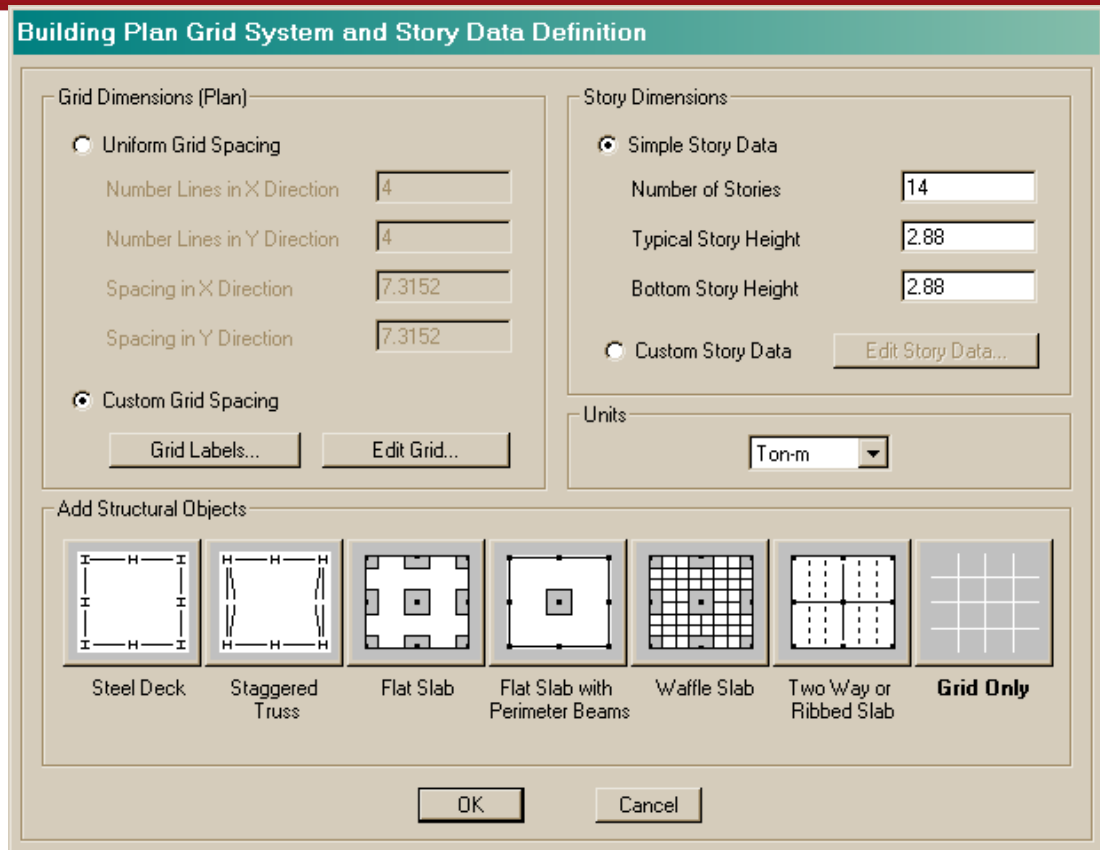 Building Plan Grid System and Story Data Definition
Grid Dimensions (Plan)
Uniform Grid Spacing
Number Lines in X Direction 4
Number Lines in Y Direction 4
Spacing in X Direction 7.3152
Spacing in Y Direction 7.3152
Custom Grid Spacing
Grid Labels... Edit Grid...
Story Dimensions
Simple Story Data
Number of Stories 14
Typical Story Height 2.88
Bottom Story Height 2.88
Custom Story Data Edit Story Data...
Units
Ton-m
Add Structural Objects
Steel Deck
Staggered
Truss
Flat Slab
Flat Slab with
Perimeter Beams
Waffle Slab
Two Way or
Ribbed Slab
Grid Only
OK Cancel